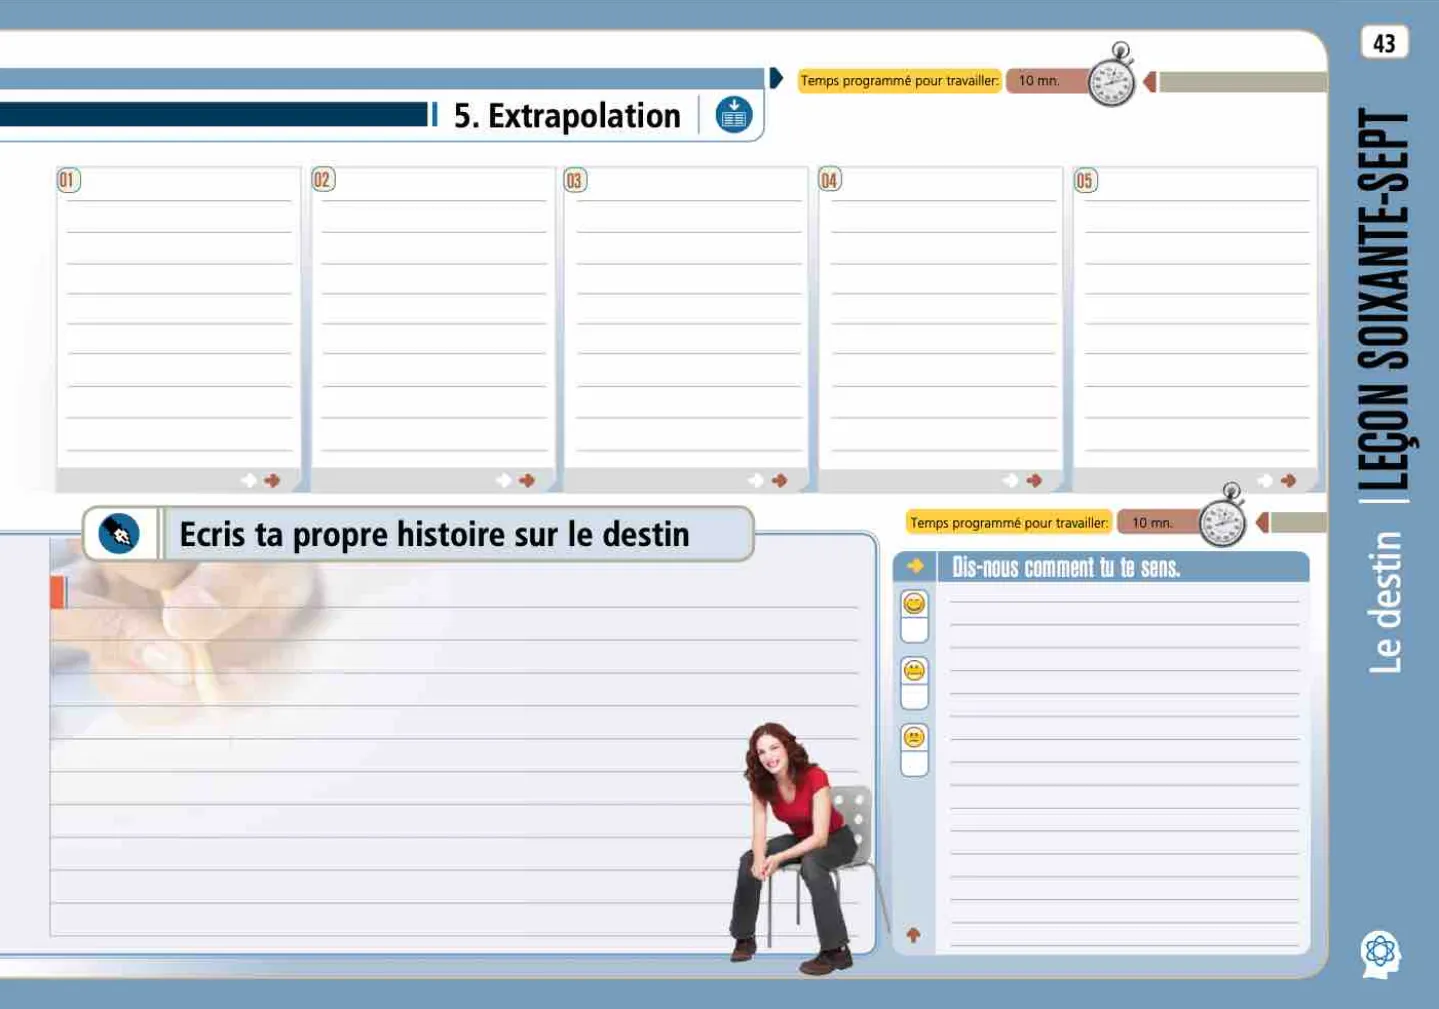 43
Temps programmé pour travailler:
10 mn.
5. Extrapolation
01
02
03
04
05
Ecris ta propre histoire sur le destin
Temps programmé pour travailler:
10 mn.
Dis-nous comment tu te sens.
Le destin | LEÇON SOIXANTE-SEPT